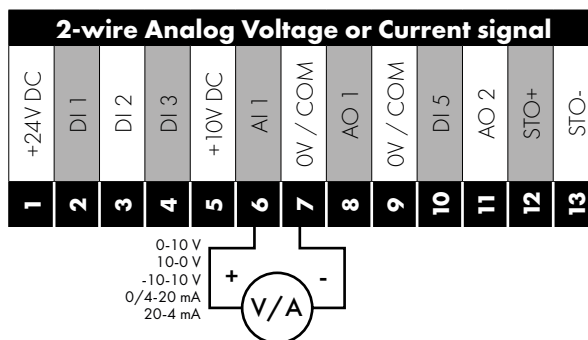 2-wire Analog Voltage or Current signal
+24V DC
DI 1
DI 2
DI 3
+10V DC
AI 1
0V / COM
AO 1
0V / COM
DI 5
AO 2
STO+
STO-
1 2 3 4 5 6 7 8 9 10 11 12 13
0-10 V
10-0 V
-10-10 V
0/4-20 mA
20-4 mA
+ -
V/A